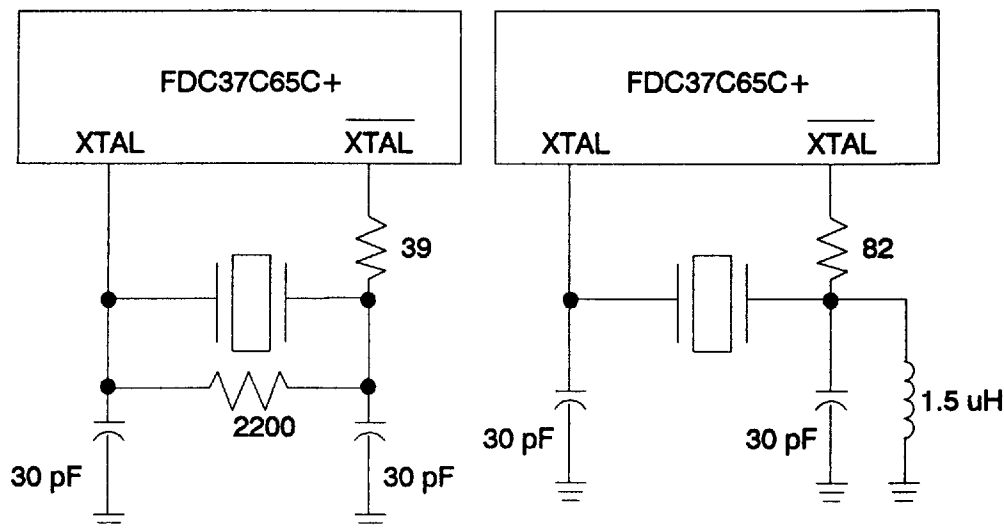 FDC37C65C+
XTAL XTAL
39
2200
30 pF 30 pF
FDC37C65C+
XTAL XTAL
82
1.5 uH
30 pF 30 pF